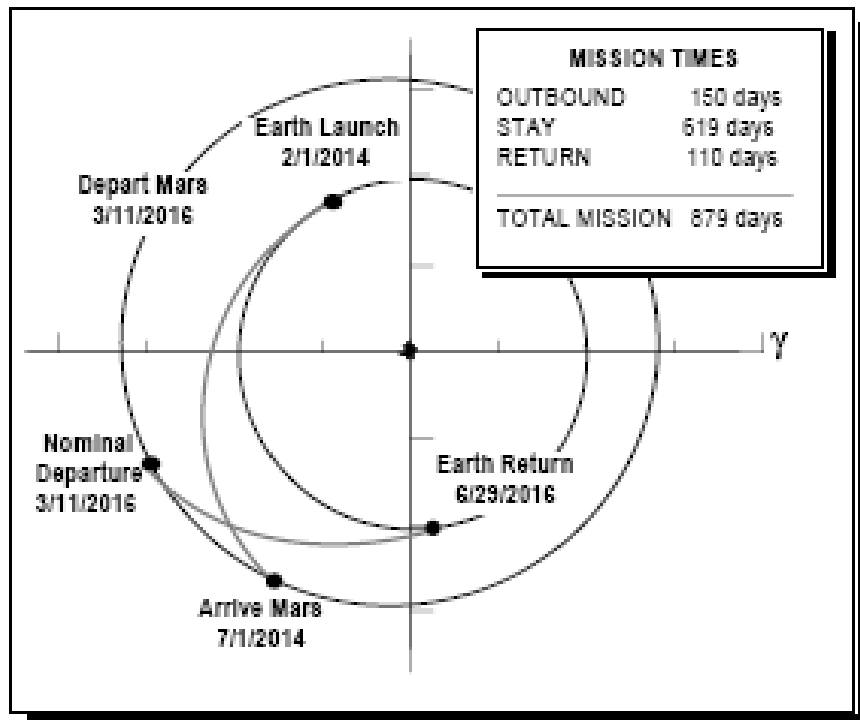 MISSION TIMES
OUTBOUND 150 days
STAY 619 days
RETURN 110 days
TOTAL MISSION 879 days
Earth Launch
2/1/2014
Depart Mars
3/11/2016
γ
Nominal
Departure
3/11/2016
Earth Return
6/29/2016
Arrive Mars
7/1/2014